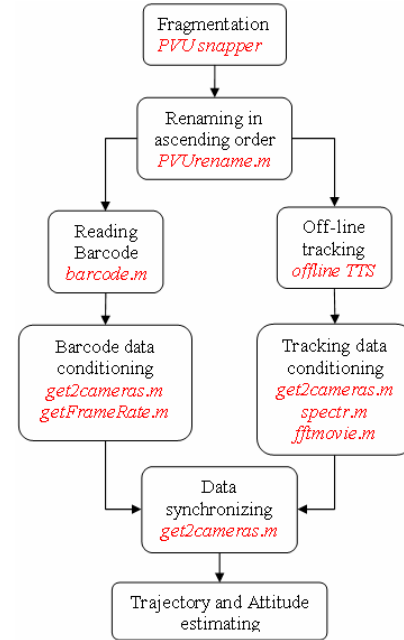 Fragmentation
PVU snapper
Renaming in
ascending order
PVUrename.m
Reading
Barcode
barcode.m
Off-line
tracking
offline TTS
Barcode data
conditioning
get2cameras.m
getFrameRate.m
Tracking data
conditioning
get2cameras.m
spectr.m
fftmovie.m
Data
synchronizing
get2cameras.m
Trajectory and Attitude
estimating